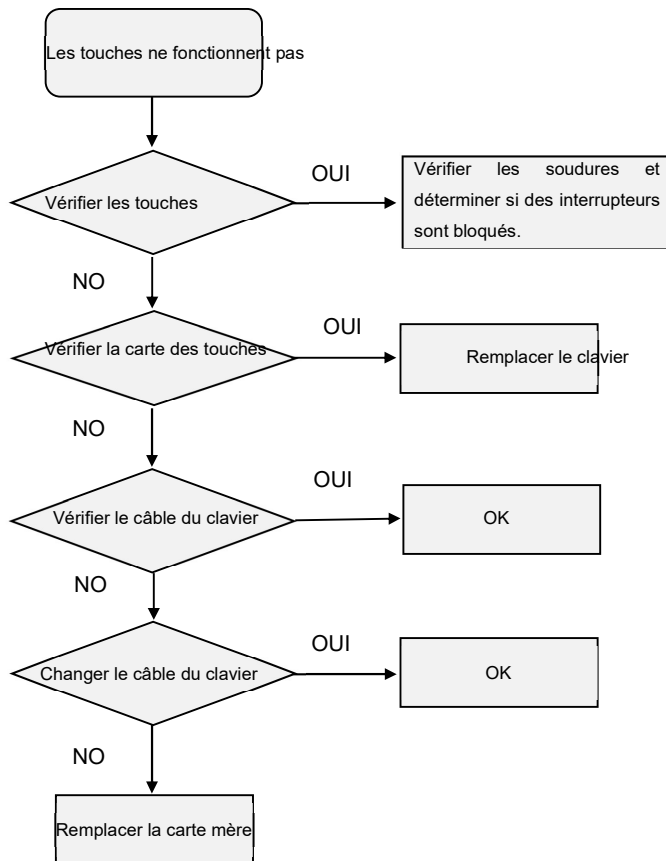 Les touches ne fonctionnent pas
OUI
Vérifier les soudures et
déterminer si des interrupteurs
sont bloqués.
Vérifier les touches
NO
OUI
Vérifier la carte des touches
Remplacer le clavier
NO
OUI
Vérifier le câble du clavier
OK
NO
OUI
Changer le câble du clavier
OK
NO
Remplacer la carte mère